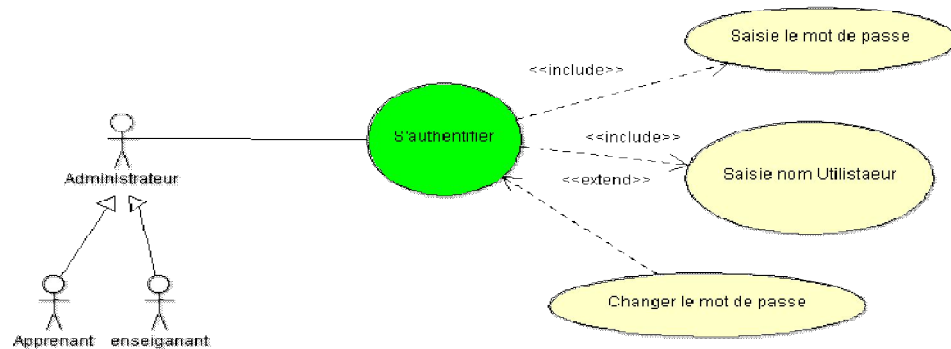 Saisie le mot de passe
<<include>>
S'authentifier
<<include>>
Administrateur
<<extend>>
Saisie nom Utilistaeur
Changer le mot de passe
Apprenant
enseiganant